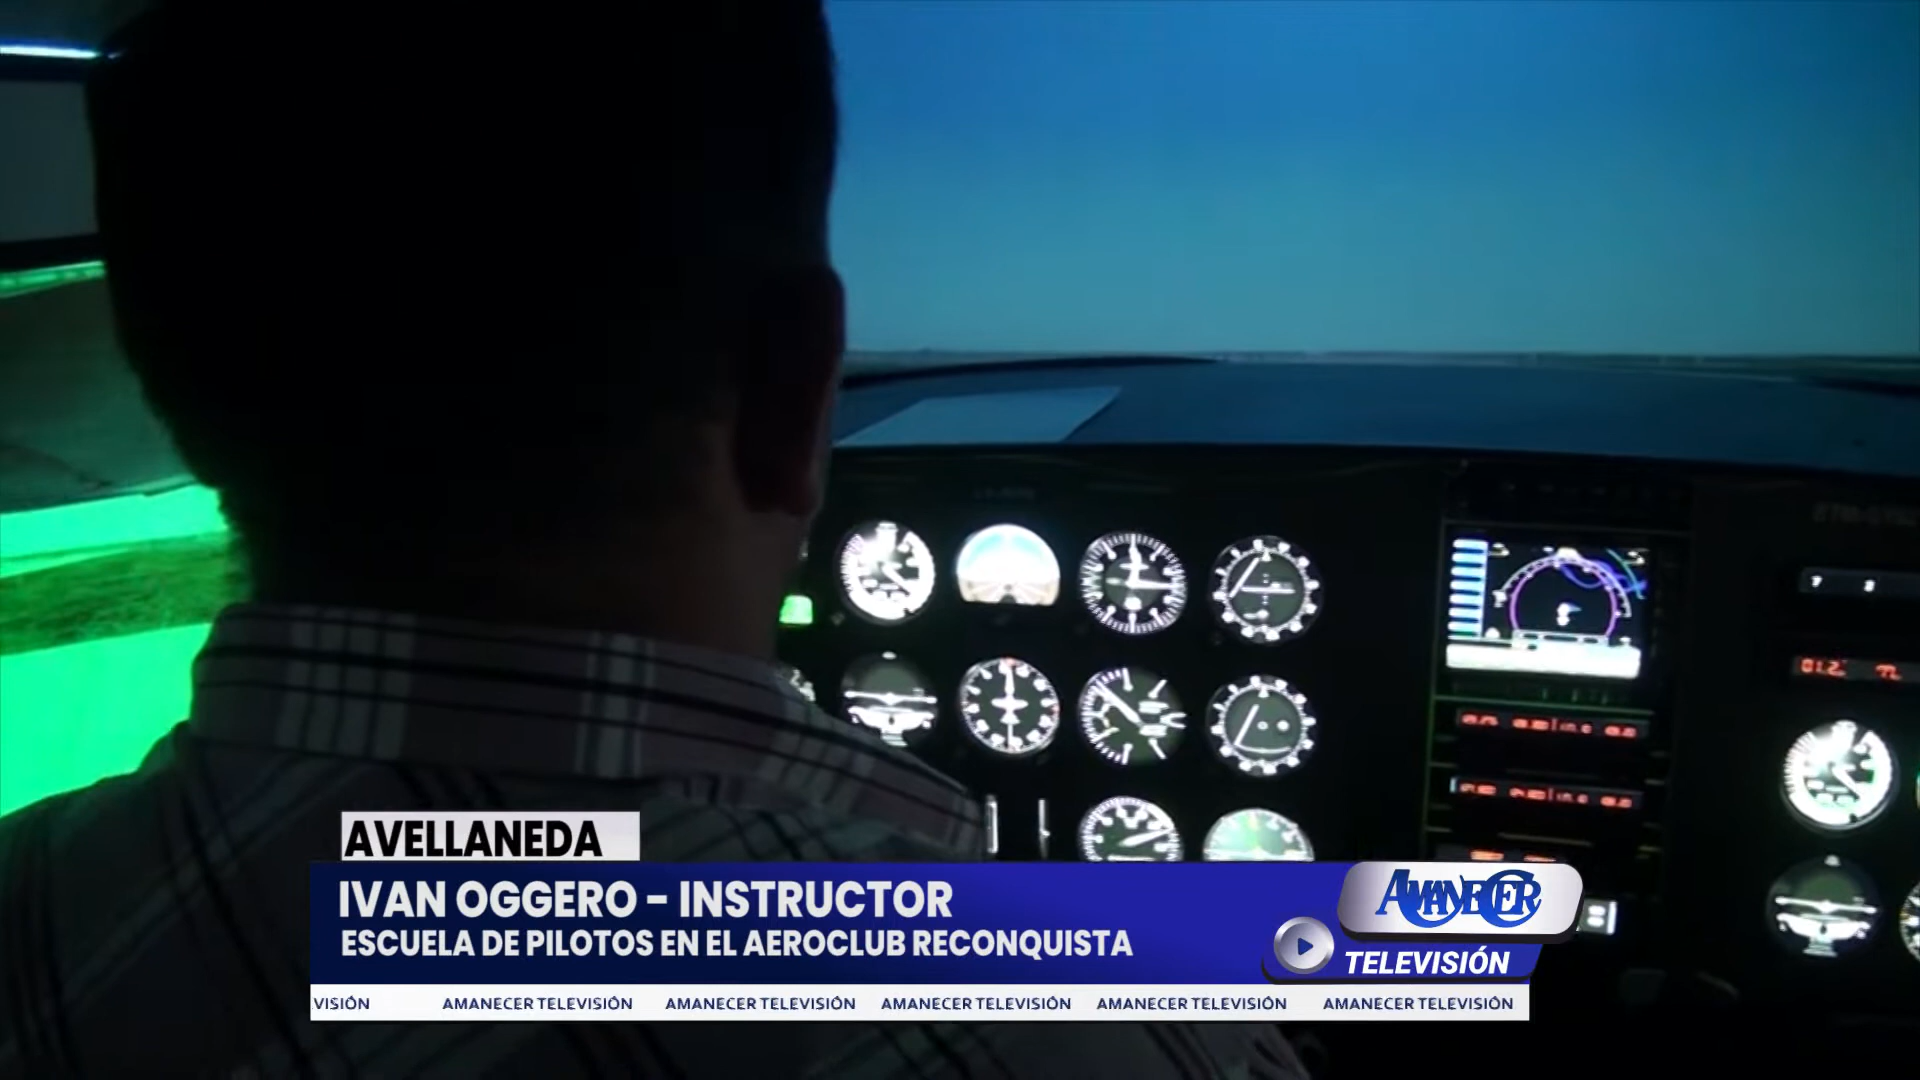 AVELLANEDA
IVAN OGGERO - INSTRUCTOR
ESCUELA DE PILOTOS EN EL AEROCLUB RECONQUISTA
AMANECER
TELEVISIÓN
VISIÓN AMANECER TELEVISIÓN AMANECER TELEVISIÓN AMANECER TELEVISIÓN AMANECER TELEVISIÓN AMANECER TELEVISIÓN